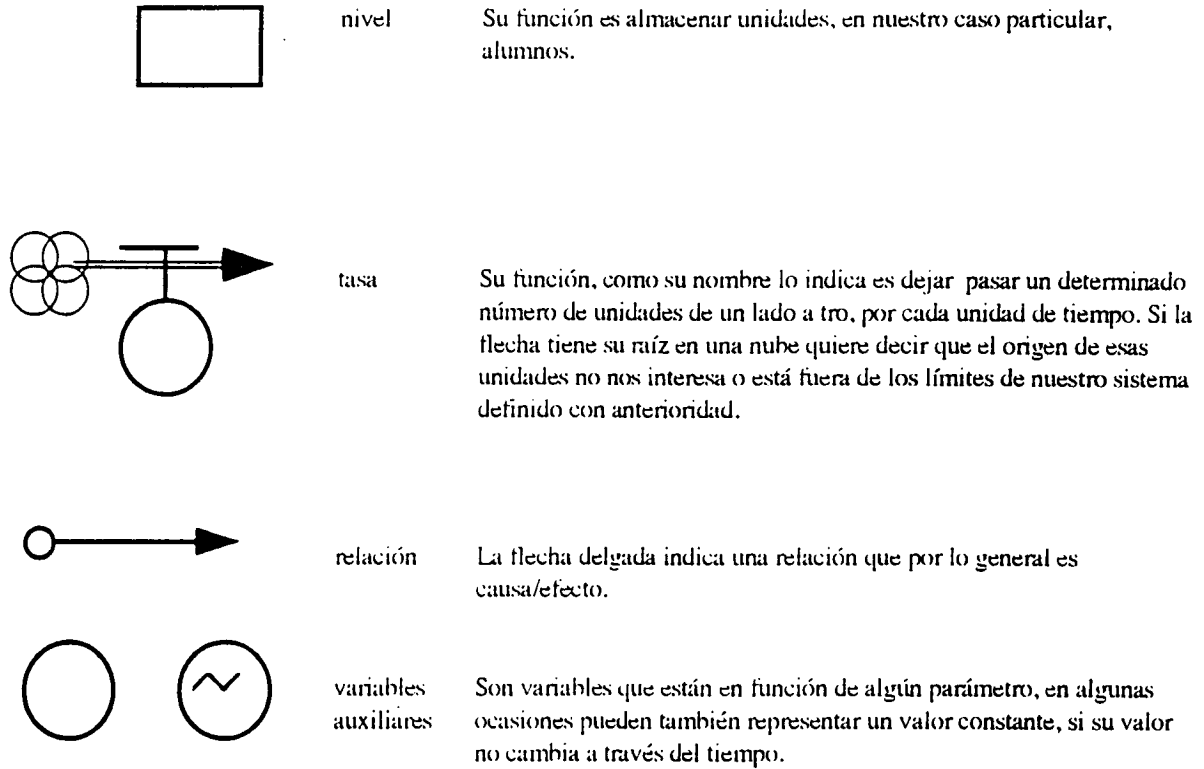 nivel Su función es almacenar unidades, en nuestro caso particular,
alumnos.
tasa Su función, como su nombre lo indica es dejar pasar un determinado
número de unidades de un lado a tro, por cada unidad de tiempo. Si la
flecha tiene su raíz en una nube quiere decir que el origen de esas
unidades no nos interesa o está fuera de los límites de nuestro sistema
definido con anterioridad.
relación La flecha delgada indica una relación que por lo general es
causa/efecto.
variables Son variables que están en función de algún parámetro, en algunas
auxiliares ocasiones pueden también representar un valor constante, si su valor
no cambia a través del tiempo.